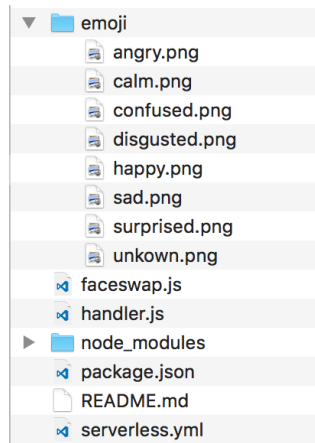 emoji
angry.png
calm.png
confused.png
disgusted.png
happy.png
sad.png
surprised.png
unkown.png
faceswap.js
handler.js
node_modules
package.json
README.md
serverless.yml